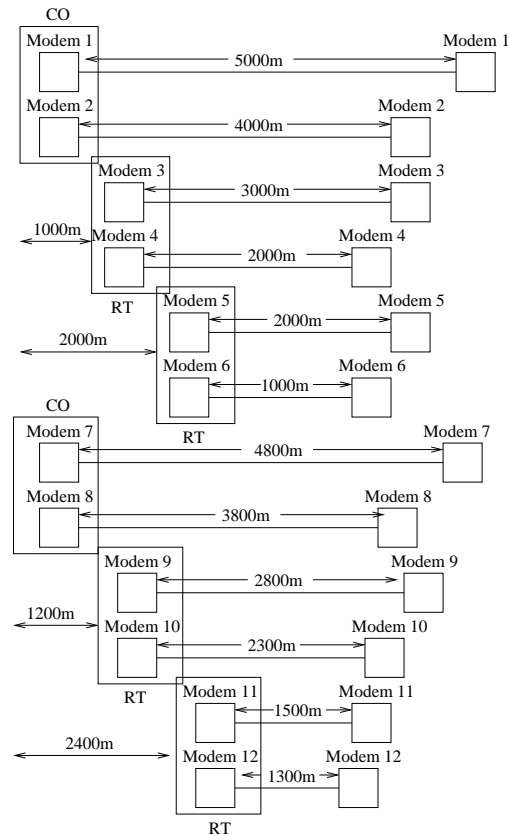 CO
Modem 1
Modem 1
5000m
Modem 2
Modem 2
4000m
Modem 3
Modem 3
3000m
1000m
Modem 4
Modem 4
2000m
RT
Modem 5
Modem 5
2000m
2000m
Modem 6
Modem 6
1000m
RT
CO
Modem 7
Modem 7
4800m
Modem 8
Modem 8
3800m
Modem 9
Modem 9
2800m
1200m
Modem 10
Modem 10
2300m
RT
Modem 11
Modem 11
1500m
2400m
Modem 12
Modem 12
1300m
RT